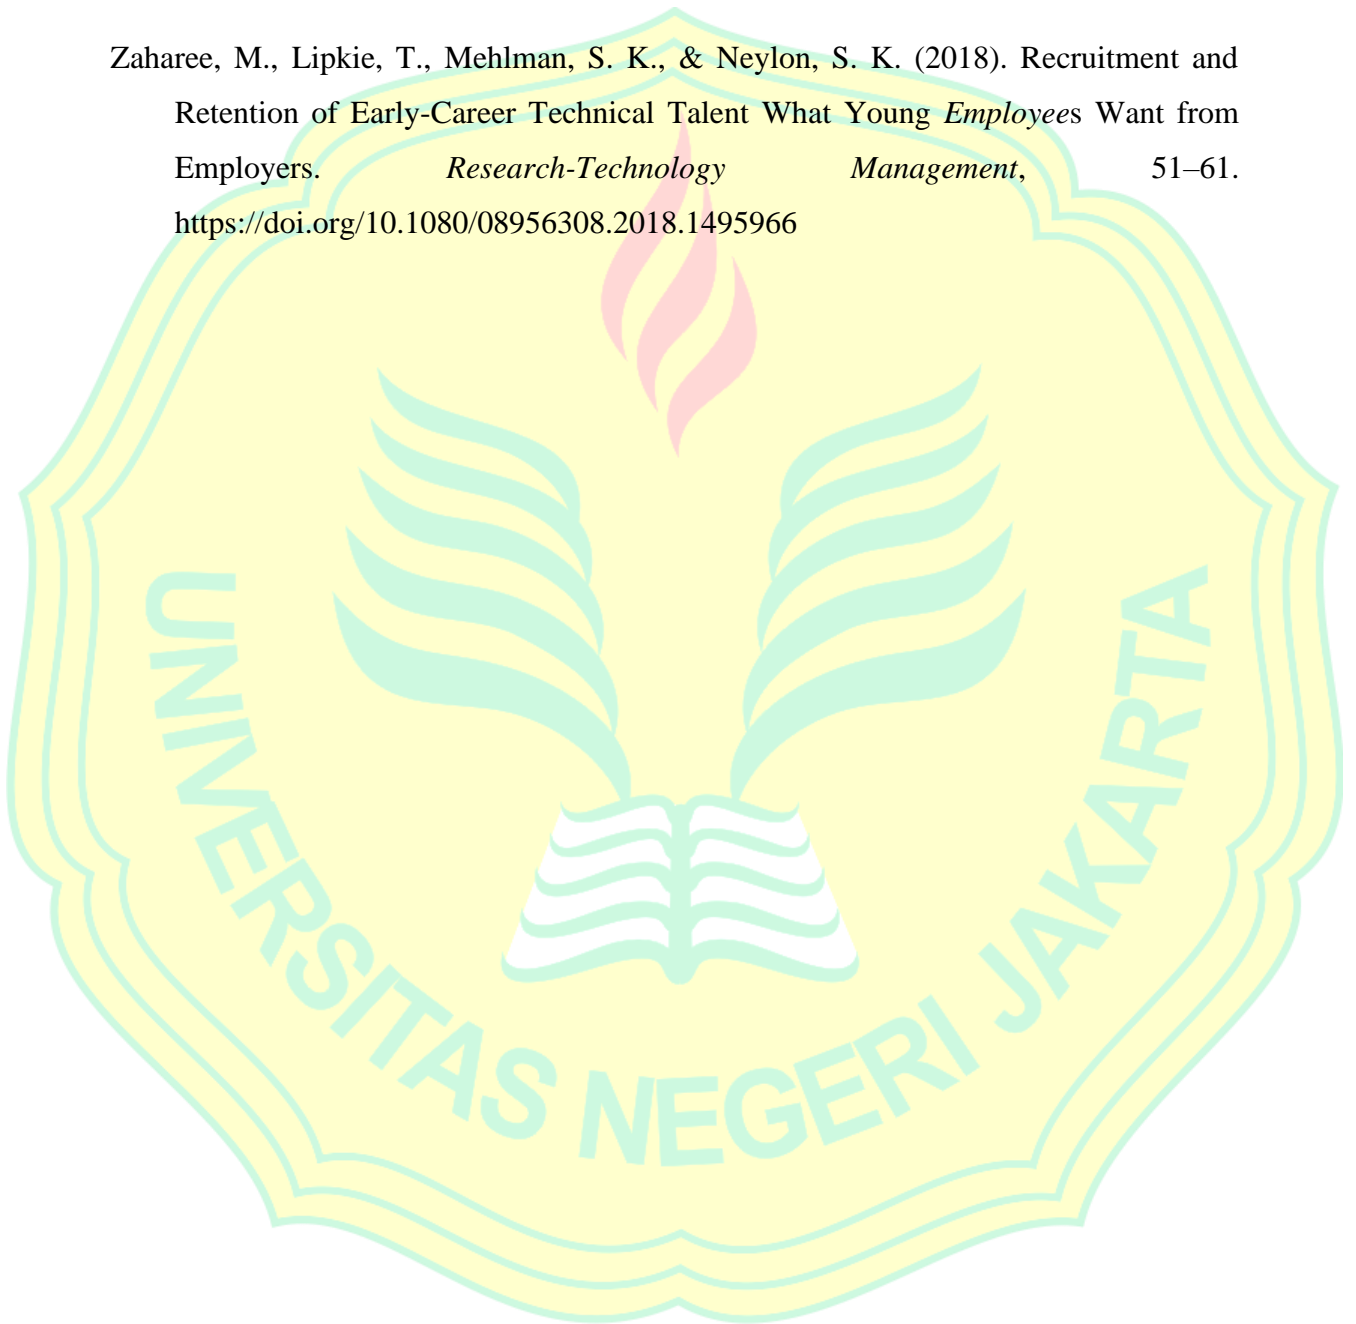 Zaharee, M., Lipkie, T., Mehlman, S. K., & Neylon, S. K. (2018). Recruitment and
Retention of Early-Career Technical Talent What Young Employees Want from
Employers. Research-Technology Management, 51–61.
https://doi.org/10.1080/08956308.2018.1495966
UNIVERSITAS NEGERI JAKARTA